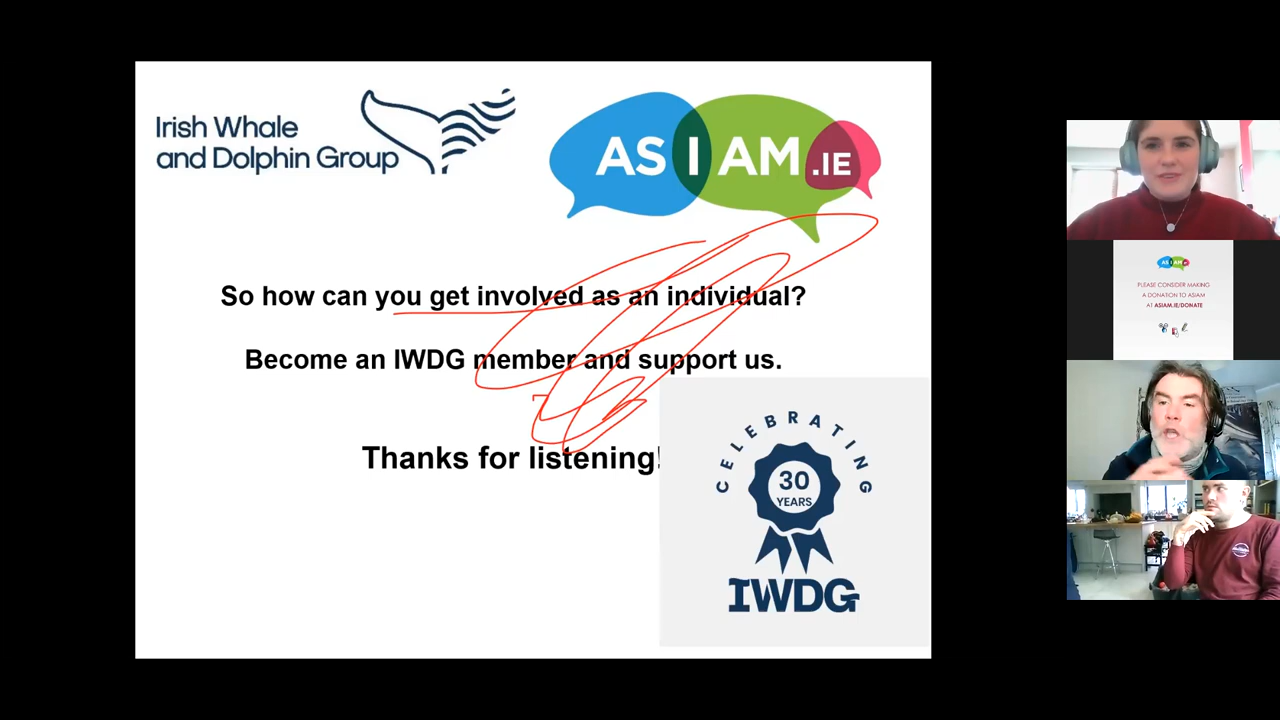 Irish Whale
and Dolphin Group
AS I AM .IE
So how can you get involved as an individual?
Become an IWDG member and support us.
Thanks for listening!
CELEBRATING
30
YEARS
IWDG
AS I AM .IE
PLEASE CONSIDER MAKING
A DONATION TO ASIAM
AT ASIAM.IE/DONATE